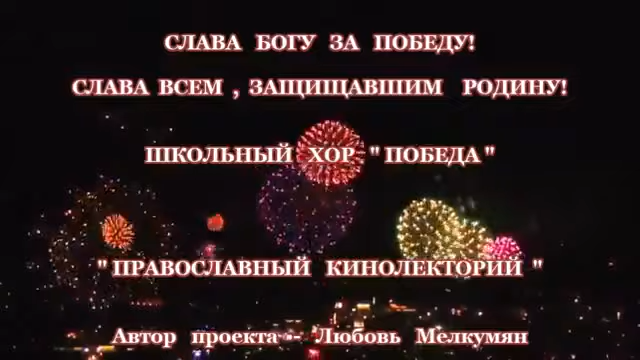 СЛАВА БОГУ ЗА ПОБЕДУ!
СЛАВА ВСЕМ , ЗАЩИЩАВШИМ РОДИНУ!
ШКОЛЬНЫЙ ХОР " ПОБЕДА "
" ПРАВОСЛАВНЫЙ КИНОЛЕКТОРИЙ "
Автор проекта - Любовь Мелкумян